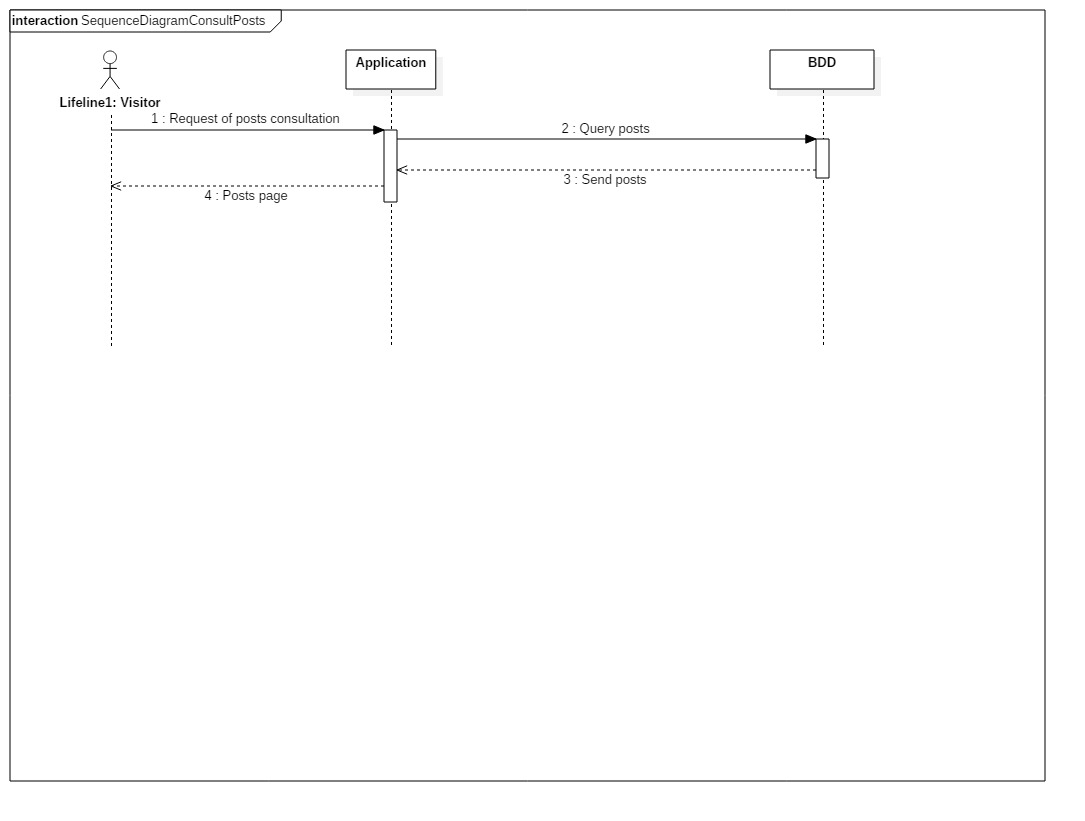 interaction SequenceDiagramConsultPosts
Application
BDD
Lifeline1: Visitor
1 : Request of posts consultation
2 : Query posts
3 : Send posts
4 : Posts page